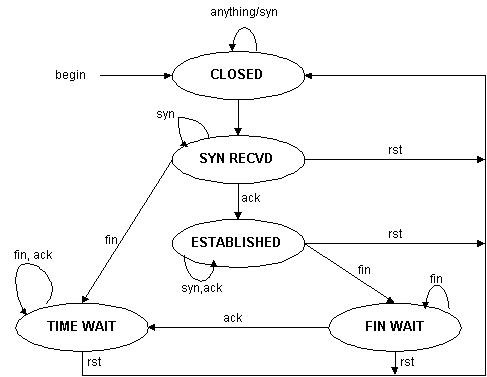 anything/syn
begin
CLOSED
syn
SYN RECVD
rst
ack
fin
ESTABLISHED
rst
fin, ack
syn,ack
fin
fin
TIME WAIT
ack
FIN WAIT
rst
rst